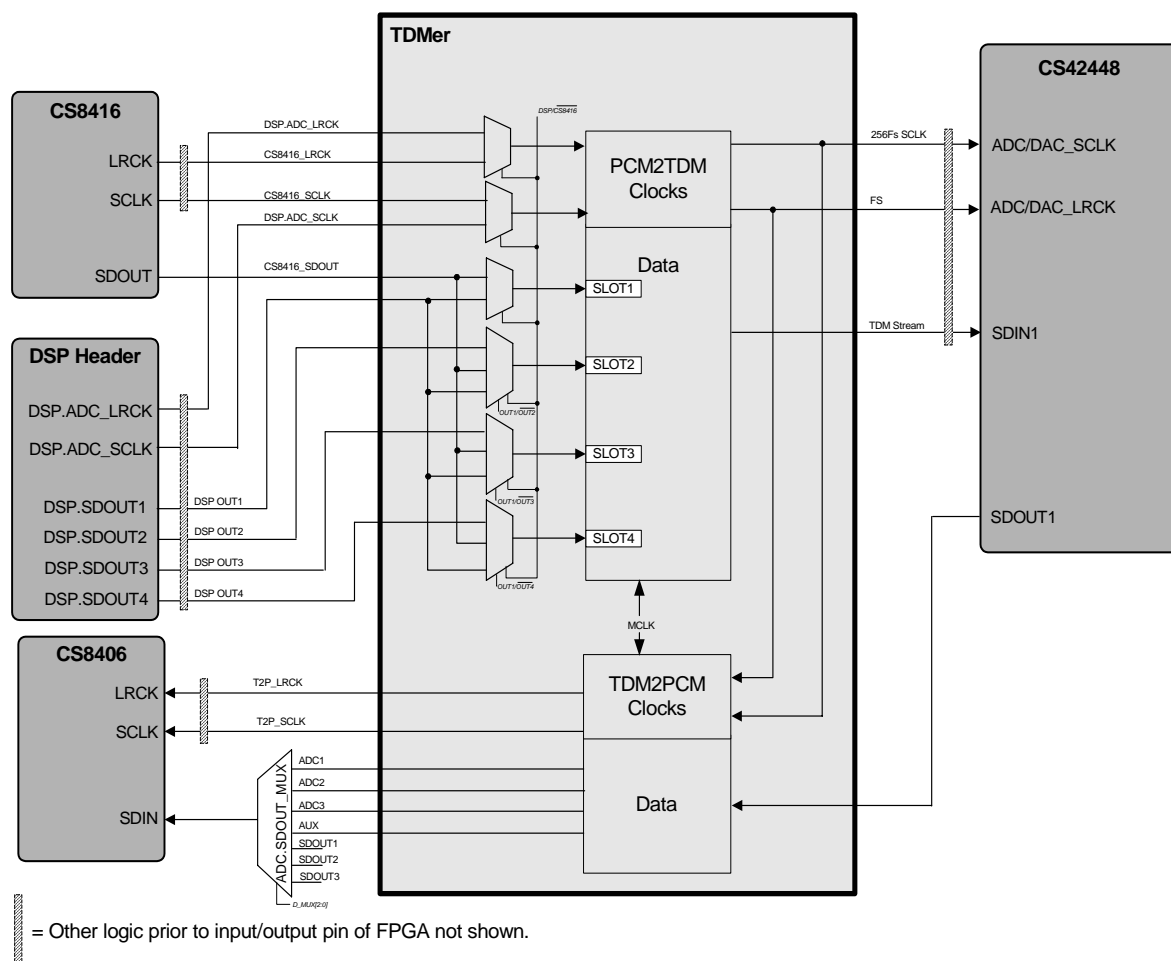 TDMer
CS42448
CS8416
DSP/CS8416
DSP.ADC_LRCK
256Fs SCLK
ADC/DAC_SCLK
LRCK
CS8416_LRCK
PCM2TDM
Clocks
SCLK
CS8416_SCLK
FS
ADC/DAC_LRCK
DSP.ADC_SCLK
Data
SDOUT
CS8416_SDOUT
SLOT1
TDM Stream
SDIN1
DSP Header
SLOT2
DSP.ADC_LRCK
OUT1/OUT2
DSP.ADC_SCLK
SLOT3
OUT1/OUT3
DSP.SDOUT1
DSP OUT1
SDOUT1
DSP.SDOUT2
DSP OUT2
SLOT4
DSP.SDOUT3
DSP OUT3
OUT1/OUT4
DSP.SDOUT4
DSP OUT4
MCLK
CS8406
LRCK
T2P_LRCK
TDM2PCM
Clocks
SCLK
T2P_SCLK
ADC1
ADC2
ADC3
AUX
SDOUT1
SDOUT2
SDOUT3
ADC.SDOUT_MUX
SDIN
Data
D_MUX[2:0]
= Other logic prior to input/output pin of FPGA not shown.